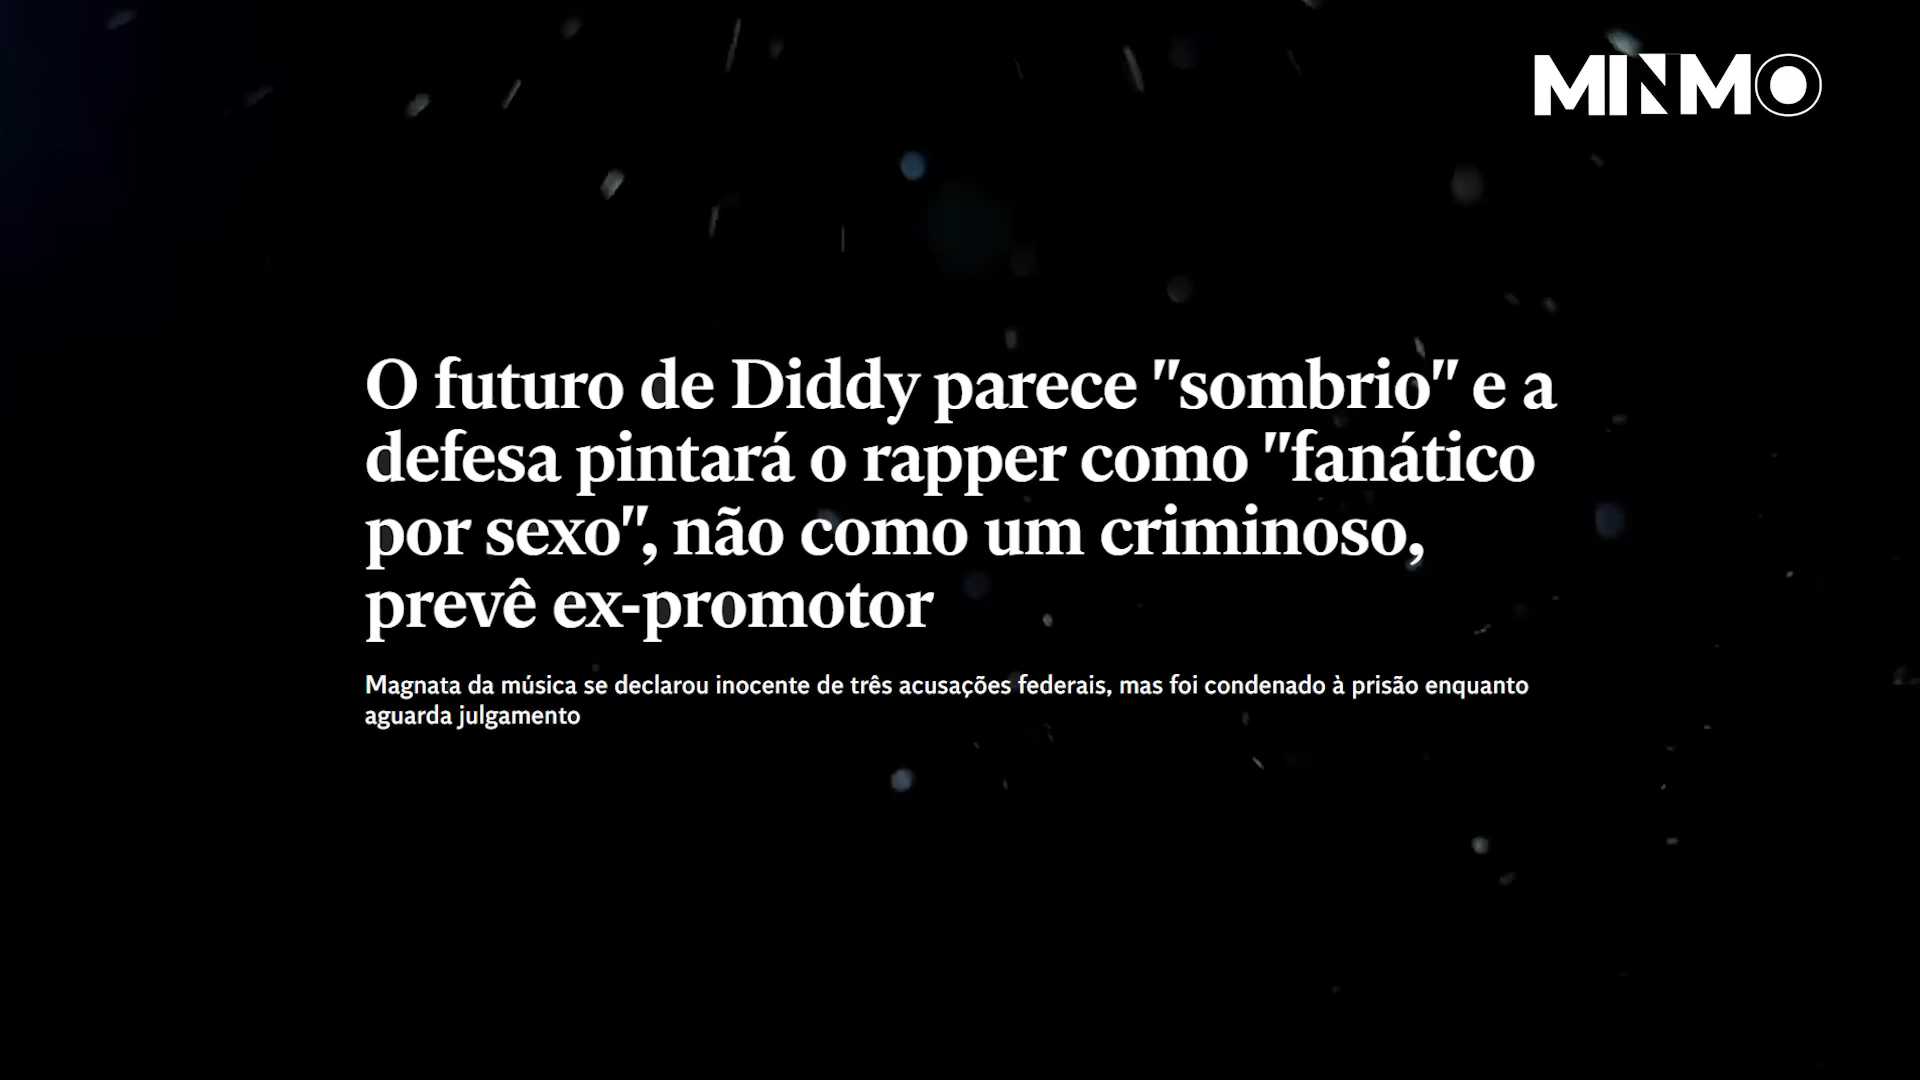 MINMO
O futuro de Diddy parece "sombrio" e a
defesa pintará o rapper como "fanático
por sexo", não como um criminoso,
prevê ex-promotor
Magnata da música se declarou inocente de três acusações federais, mas foi condenado à prisão enquanto
aguarda julgamento